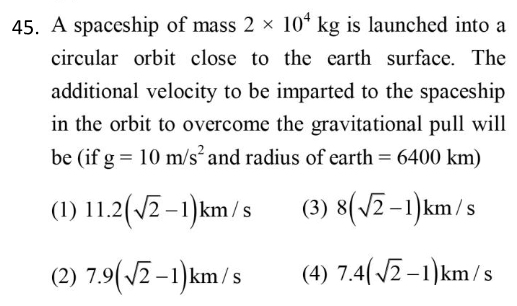 45. A spaceship of mass 2 × 10⁴ kg is launched into a
circular orbit close to the earth surface. The
additional velocity to be imparted to the spaceship
in the orbit to overcome the gravitational pull will
be (if g = 10 m/s² and radius of earth = 6400 km)
(1) 11.2(√2 – 1) km / s (3) 8(√2 – 1) km / s
(2) 7.9(√2 – 1) km / s (4) 7.4(√2 – 1) km / s